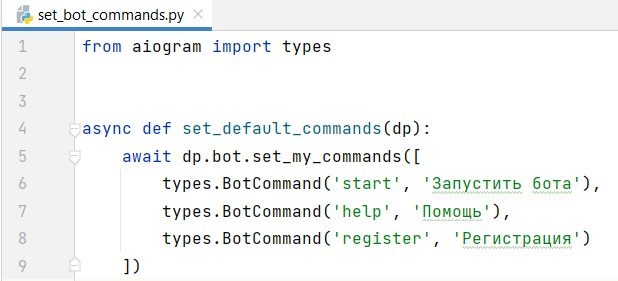 set_bot_commands.py ×
1 from aiogram import types
2
3
4 async def set_default_commands(dp):
5     await dp.bot.set_my_commands([
6         types.BotCommand('start', 'Запустить бота'),
7         types.BotCommand('help', 'Помощь'),
8         types.BotCommand('register', 'Регистрация')
9     ])